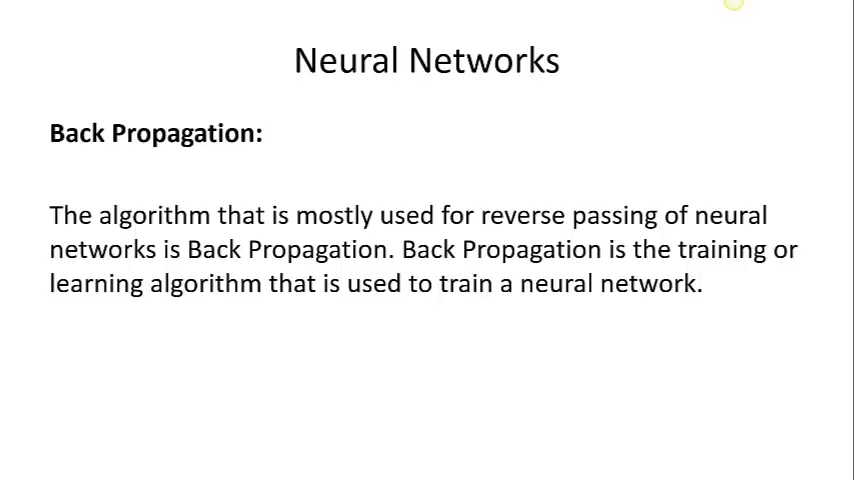 Neural Networks
Back Propagation:
The algorithm that is mostly used for reverse passing of neural
networks is Back Propagation. Back Propagation is the training or
learning algorithm that is used to train a neural network.